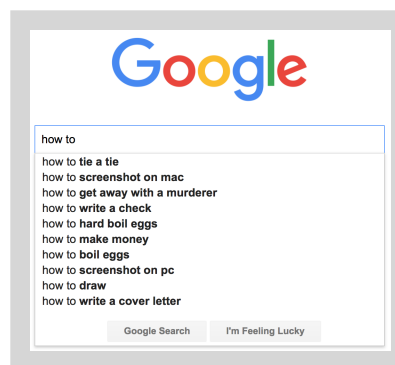 Google
how to
how to tie a tie
how to screenshot on mac
how to get away with a murderer
how to write a check
how to hard boil eggs
how to make money
how to boil eggs
how to screenshot on pc
how to draw
how to write a cover letter
Google Search I'm Feeling Lucky